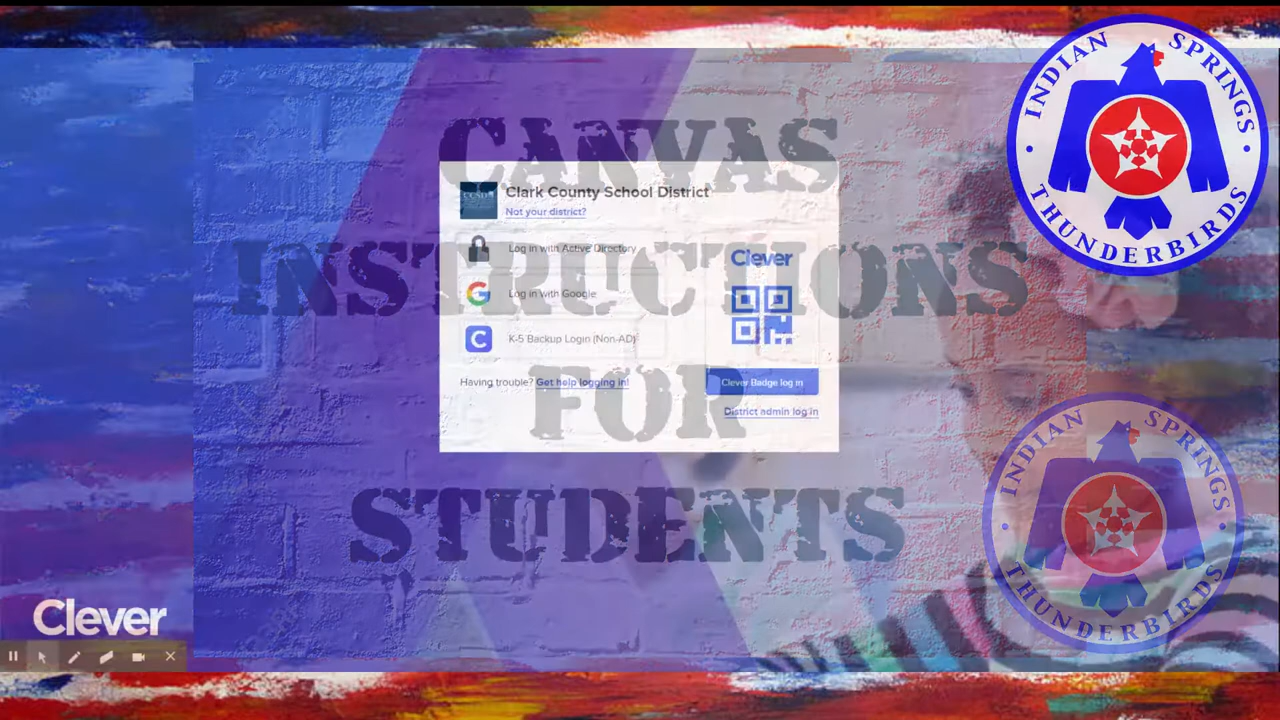 INDIAN SPRINGS
THUNDERBIRDS
CANVAS
INSTRUCTIONS
FOR
STUDENTS
CCSD
Clark County School District
Not your district?
Log in with Active Directory
Log in with Google
K-5 Backup Login (Non-AD)
Having trouble? Get help logging in!
Clever
Clever Badge log in
District admin log in
INDIAN SPRINGS
THUNDERBIRDS
Clever